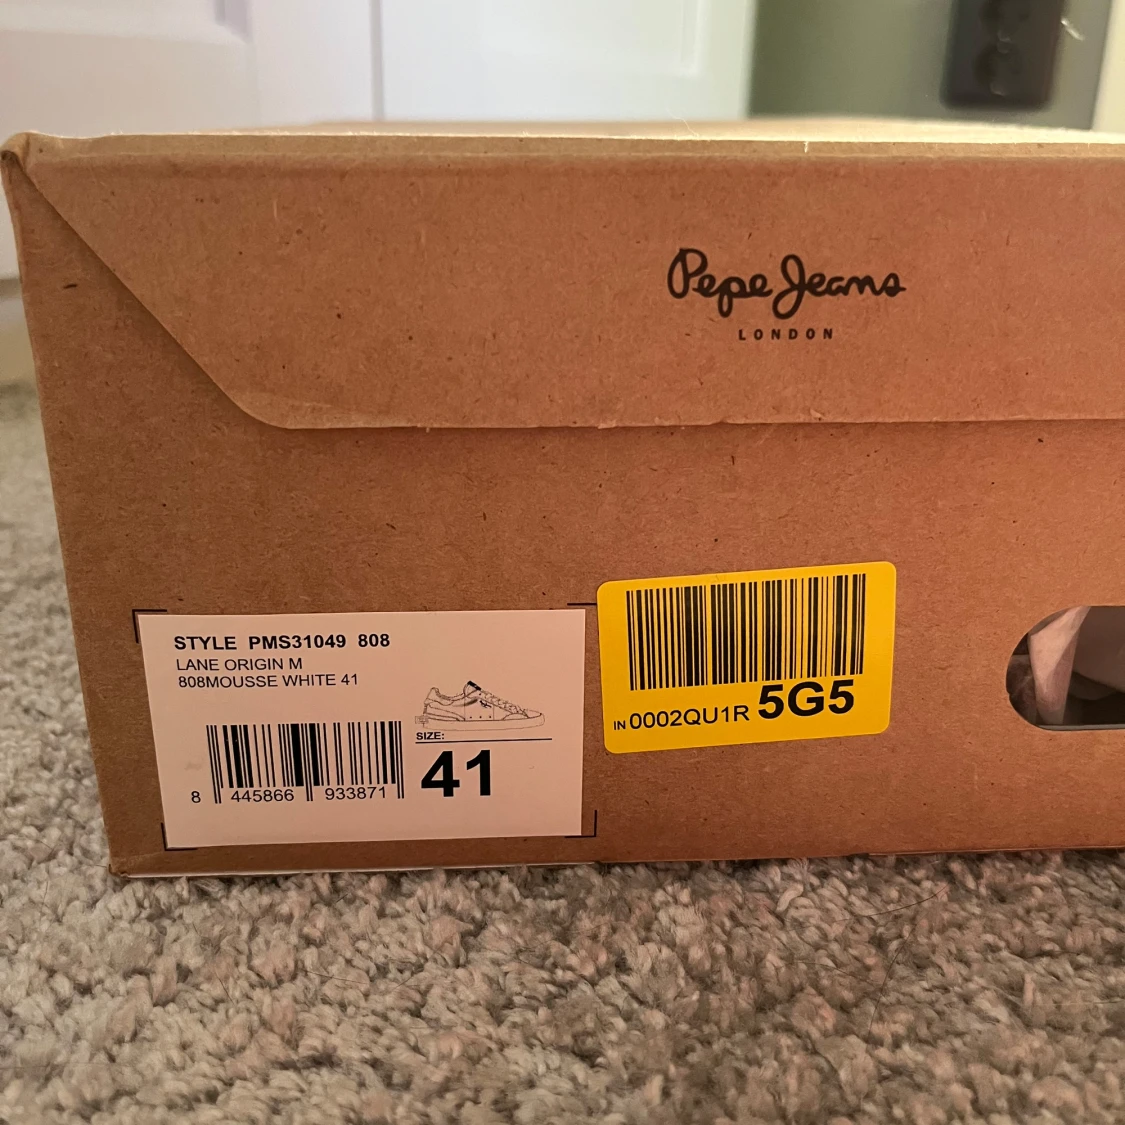 Pepe Jeans
LONDON
STYLE PMS31049 808
LANE ORIGIN M
808MOUSSE WHITE 41
SIZE:
41
8 445866 933871
IN 0002QU1R 5G5